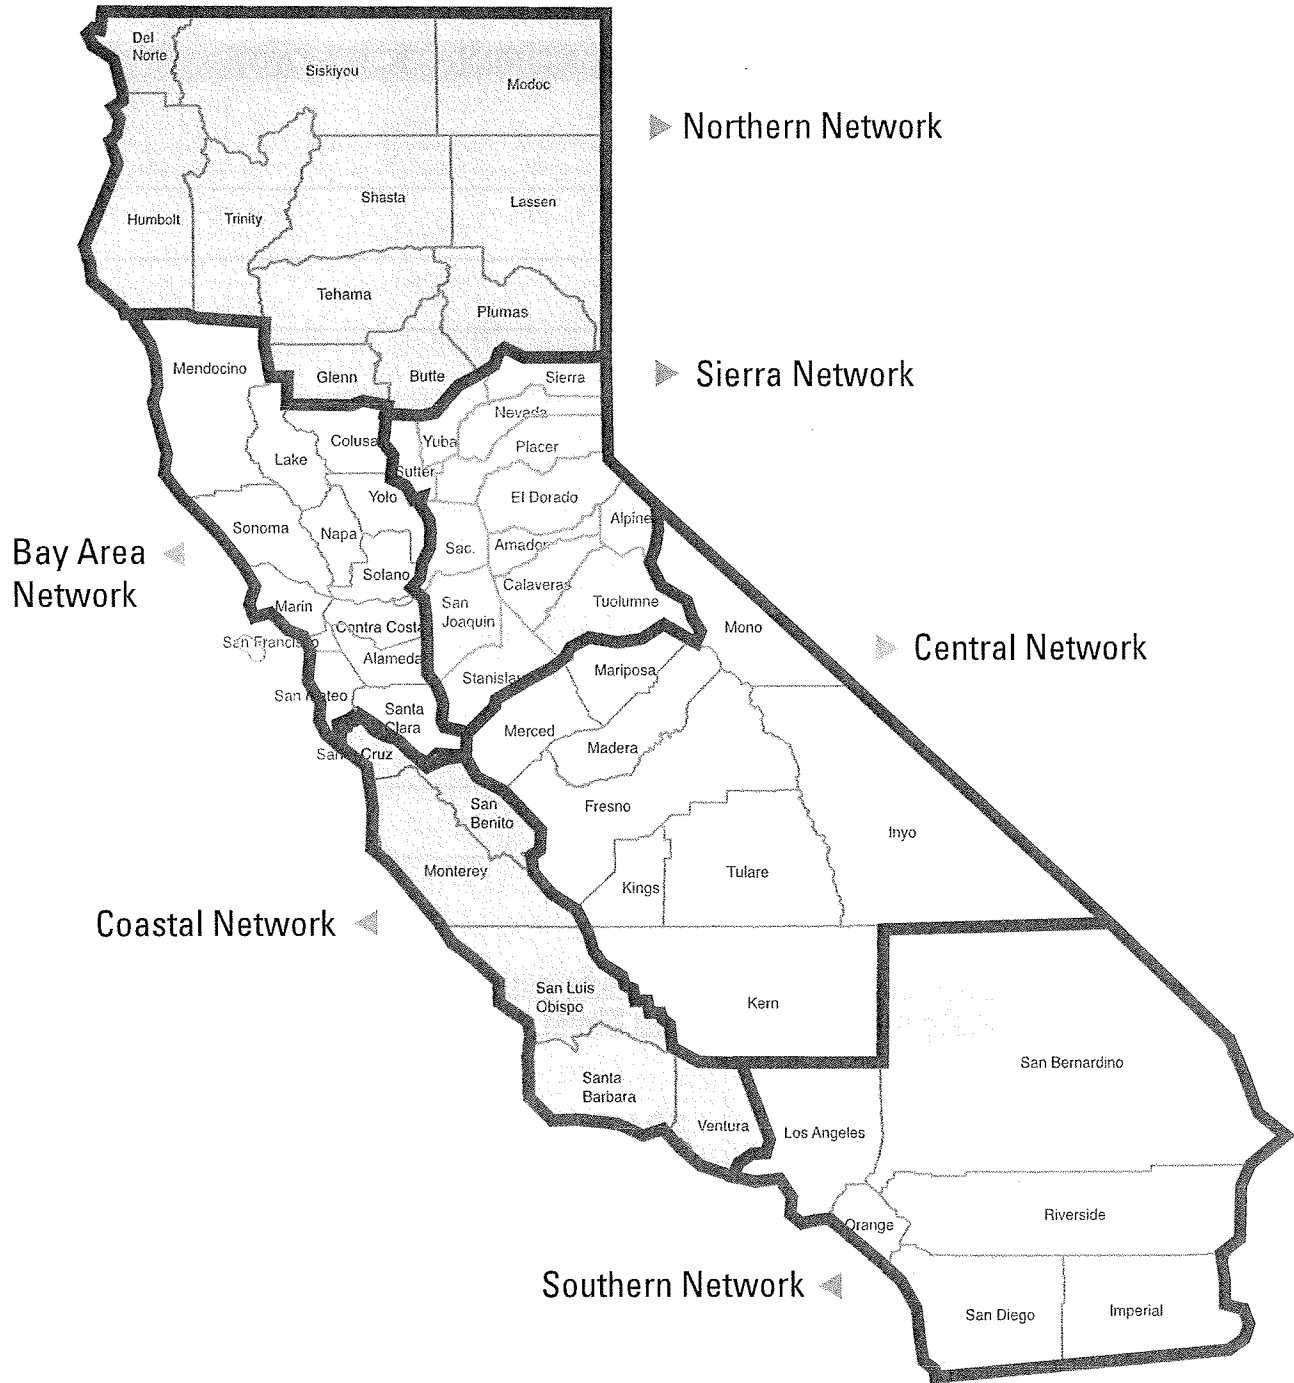 Del
Norte
Siskiyou
Modoc
Northern Network
Humbolt
Trinity
Shasta
Lassen
Tehama
Plumas
Mendocino
Glenn
Butte
Sierra
Sierra Network
Nevada
Colusa
Yuba
Placer
Lake
Sutter
Yolo
El Dorado
Sonoma
Napa
Sac.
Amador
Alpine
Bay Area
Network
Solano
Calaveras
Marin
San
Joaquin
Tuolumne
Contra Costa
Mono
San Francisco
Central Network
Alameda
Stanislaus
Mariposa
San Mateo
Santa
Clara
Merced
Madera
Santa Cruz
San
Benito
Fresno
Inyo
Monterey
Kings
Tulare
Coastal Network
San Luis
Obispo
Kern
San Bernardino
Santa
Barbara
Ventura
Los Angeles
Orange
Riverside
Southern Network
San Diego
Imperial